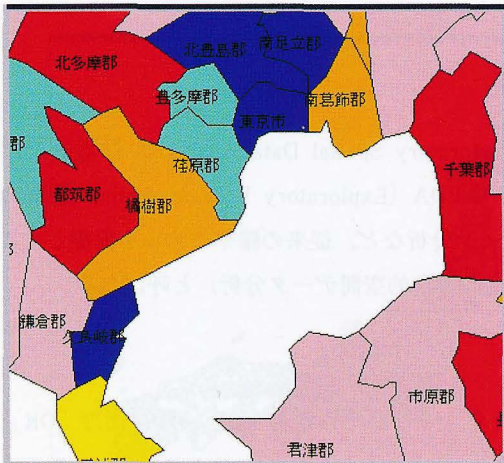 北多摩郡
北豊島郡
南足立郡
豊多摩郡
東京市
南葛飾郡
郡
荏原郡
千葉郡
都筑郡
橘樹郡
鎌倉郡
久良岐郡
市原郡
君津郡